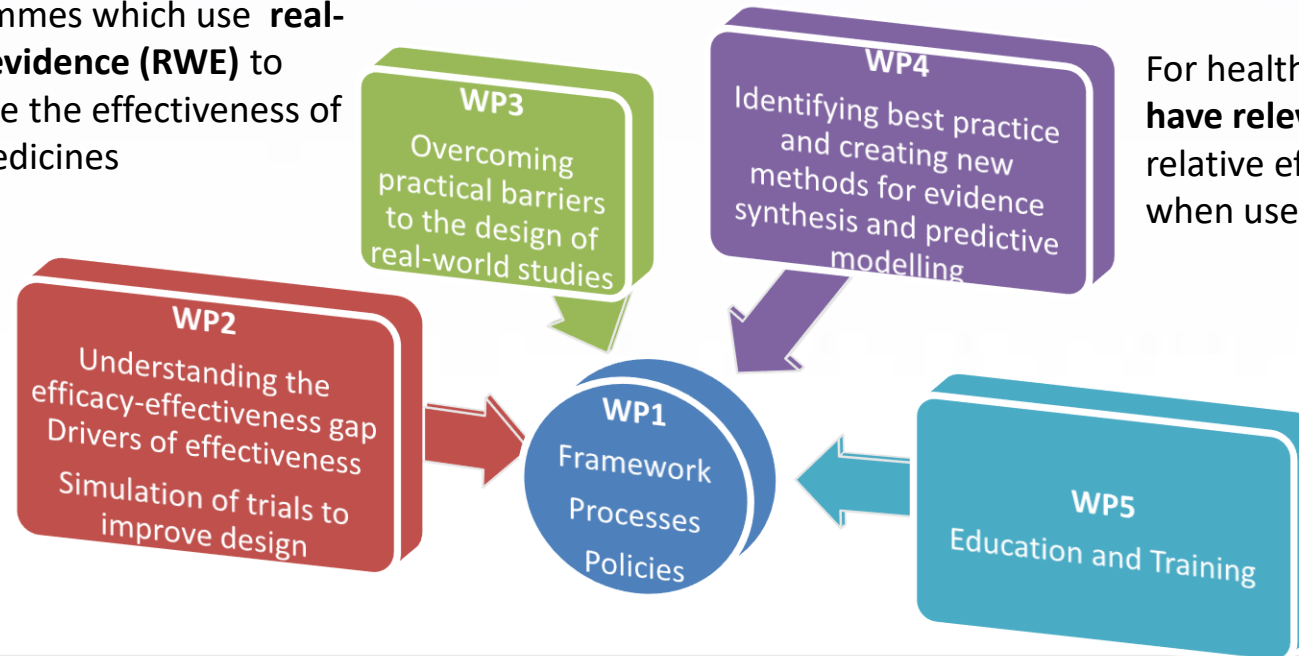 mmes which use real-
evidence (RWE) to
e the effectiveness of
edicines
WP3
Overcoming
practical barriers
to the design of
real-world studies
WP4
Identifying best practice
and creating new
methods for evidence
synthesis and predictive
modelling
For health
have relev
relative ef
when use
WP2
Understanding the
efficacy-effectiveness gap
Drivers of effectiveness
Simulation of trials to
improve design
WP1
Framework
Processes
Policies
WP5
Education and Training